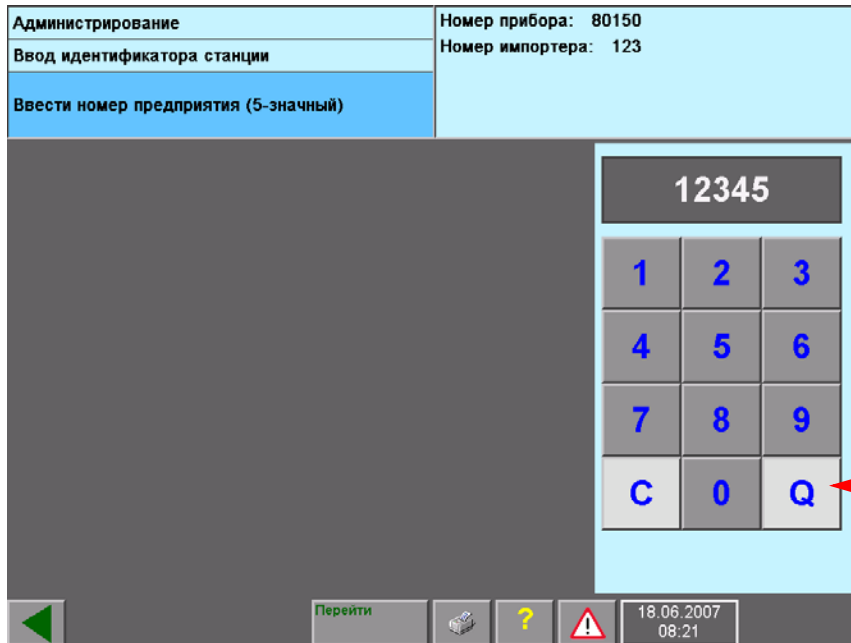 Администрирование
Ввод идентификатора станции
Ввести номер предприятия (5-значный)
Номер прибора: 80150
Номер импортера: 123
12345
1 2 3
4 5 6
7 8 9
C 0 Q
Перейти
?
!
18.06.2007
08:21